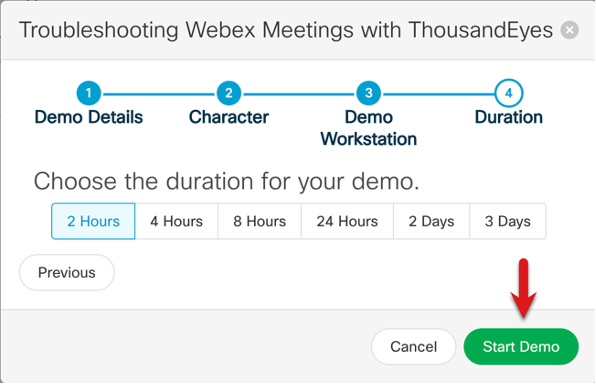 Troubleshooting Webex Meetings with ThousandEyes
1 2 3 4
Demo Details Character Demo Workstation Duration
Choose the duration for your demo.
2 Hours 4 Hours 8 Hours 24 Hours 2 Days 3 Days
Previous
Cancel Start Demo